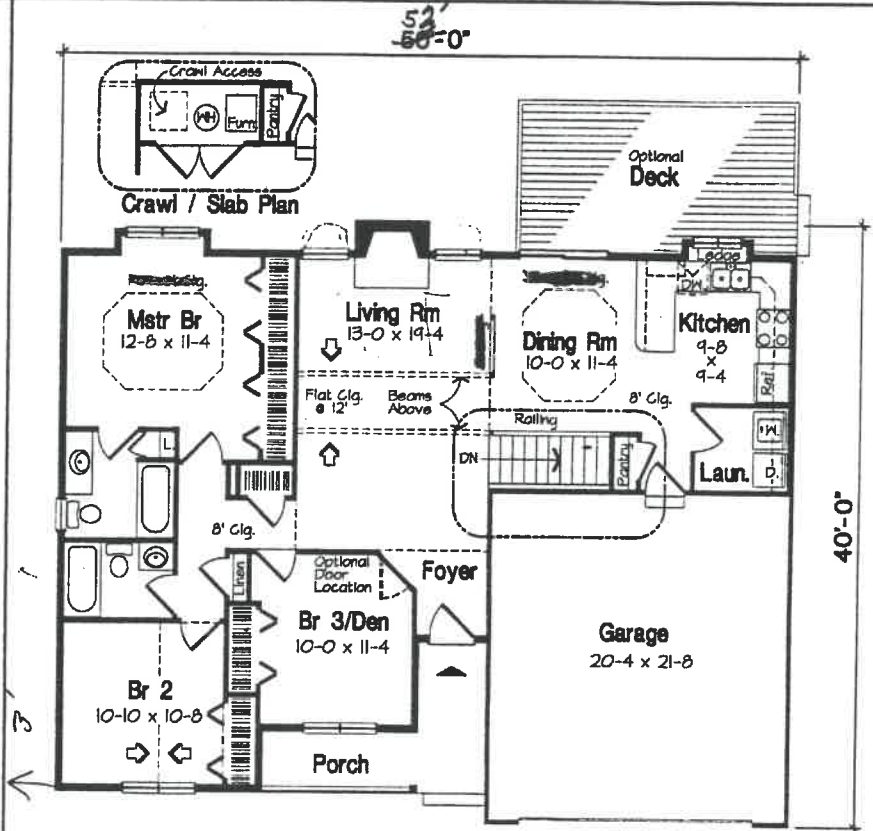 52'
50'-0"
Crawl Access
WH
Furn.
Pantry
Crawl / Slab Plan
Optional
Deck
Ledge
DW
Mstr Br
12-8 x 11-4
Living Rm
13-0 x 19-4
Dining Rm
10-0 x 11-4
Kitchen
9-8
x
9-4
Ref.
8' Clg.
Flat Clg.
@ 12'
Beams
Above
Railing
DN
Pantry
Laun.
W.
D.
L.
8' Clg.
40'-0"
Linen
Optional
Door
Location
Foyer
Br 3/Den
10-0 x 11-4
Garage
20-4 x 21-8
Br 2
10-10 x 10-8
3'
Porch